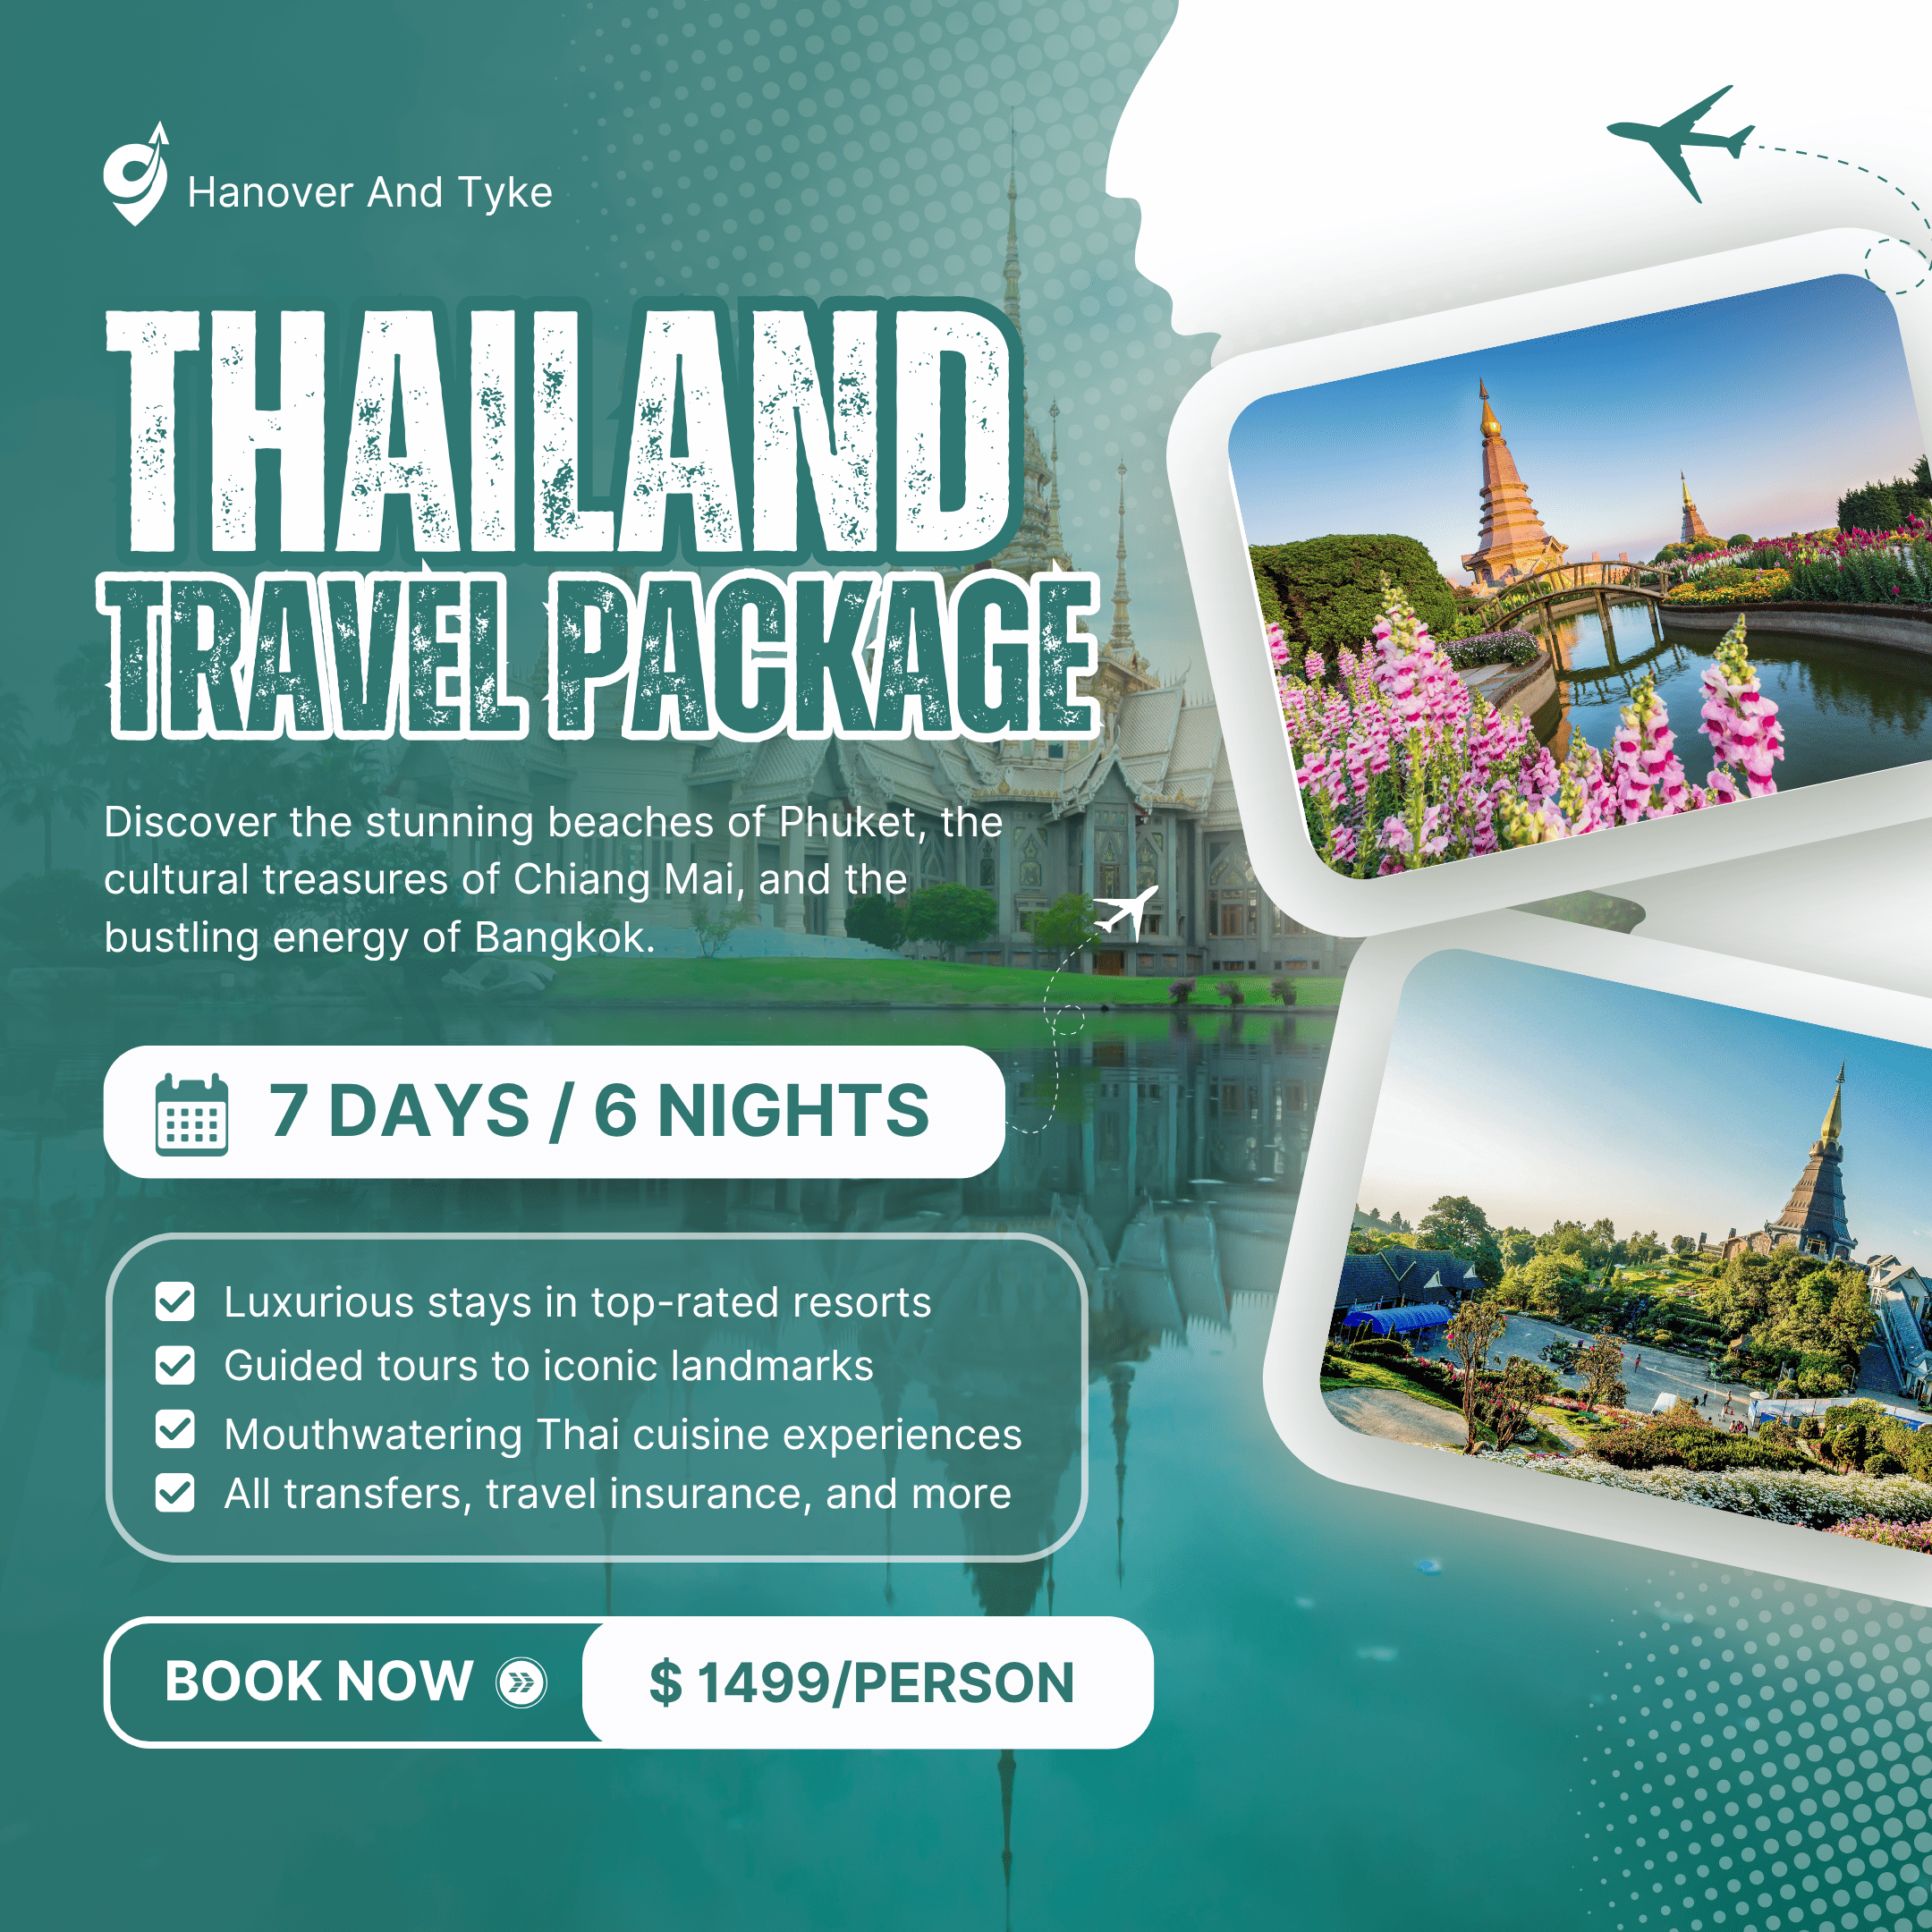 Hanover And Tyke
THAILAND
TRAVEL PACKAGE
Discover the stunning beaches of Phuket, the
cultural treasures of Chiang Mai, and the
bustling energy of Bangkok.
7 DAYS / 6 NIGHTS
Luxurious stays in top-rated resorts
Guided tours to iconic landmarks
Mouthwatering Thai cuisine experiences
All transfers, travel insurance, and more
BOOK NOW
$ 1499/PERSON